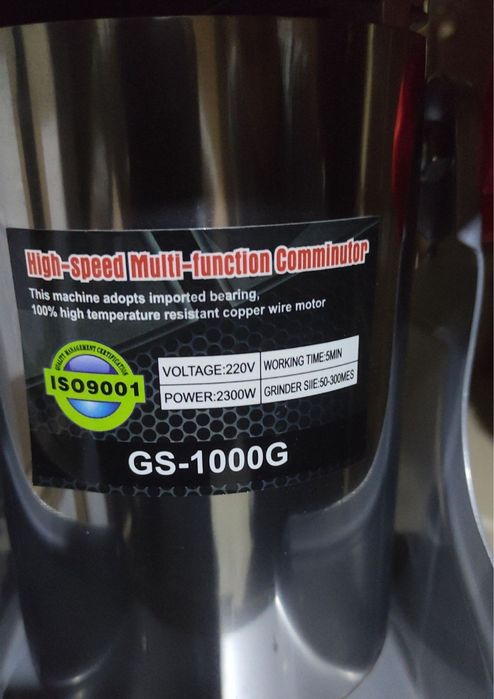 High-speed Multi-function Comminutor
This machine adopts imported bearing,
100% high temperature resistant copper wire motor
QUALITY MANAGEMENT CERTIFICATION
ISO9001
VOLTAGE:220V WORKING TIME:5MIN
POWER:2300W GRINDER SIIE:50-300MES
GS-1000G